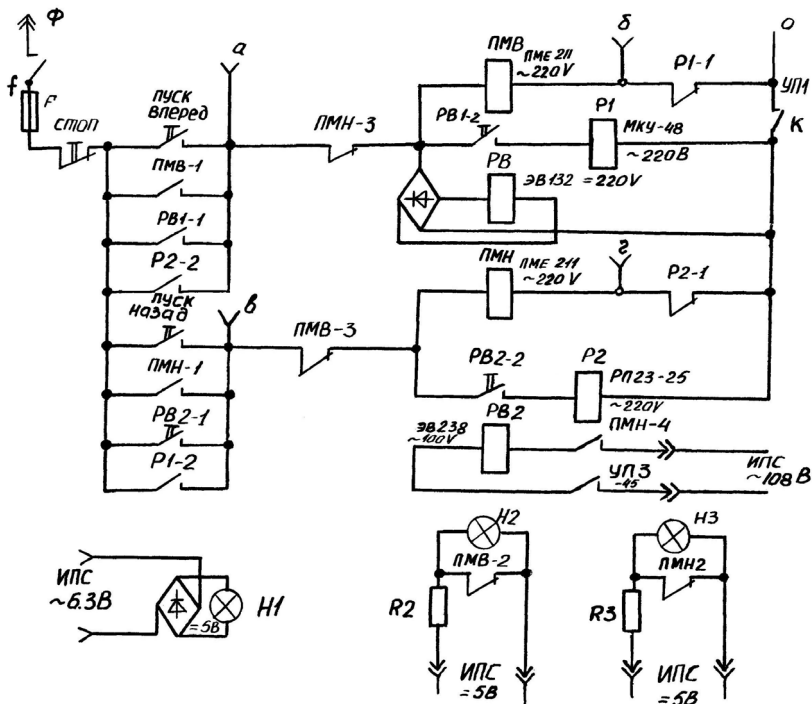 Ф
f
F
СТОП
ПУСК
ВПЕРЕД
а
ПМВ-1
РВ1-1
Р2-2
ПУСК
НАЗАД
в
ПМН-1
РВ2-1
Р1-2
ПМН-3
ПМВ-3
ПМВ
ПМЕ 211
~220V
б
Р1-1
О
УП1
К
РВ1-2
Р1
МКУ-48
~220В
РВ
ЭВ132 = 220V
ПМН
ПМЕ 211
~220V
г
Р2-1
РВ2-2
Р2
РП23-25
~220V
ЭВ238
~100V
РВ2
ПМН-4
УП3
-45
ИПС
~108В
ИПС
~6.3В
= 5В
Н1
Н2
ПМВ-2
R2
ИПС
= 5В
Н3
ПМН2
R3
ИПС
= 5В